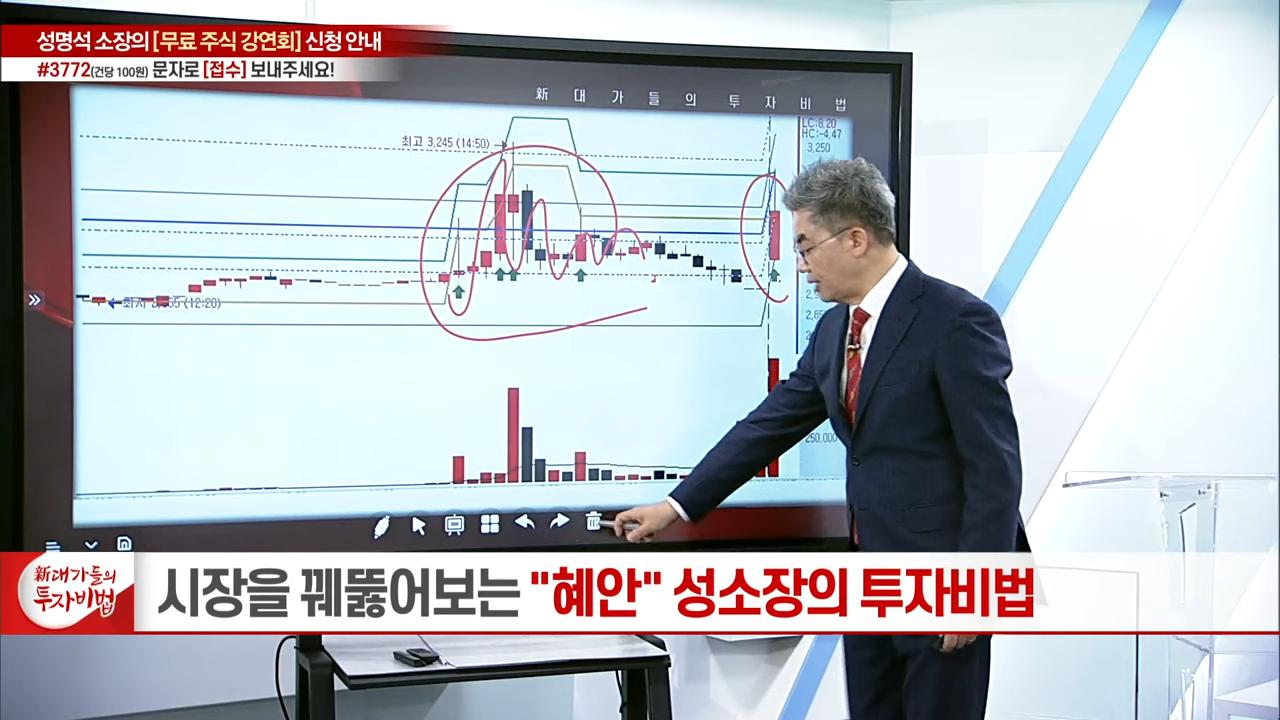 성명석 소장의 [무료 주식 강연회] 신청 안내
#3772(건당 100원) 문자로 [접수] 보내주세요!
新 대 가 들 의 투 자 비 법
LC:8.20
HC:-4.47
3,250
최고 3,245 (14:50)
(12:20)
250,000
新대가들의
투자비법
시장을 꿰뚫어보는 "혜안" 성소장의 투자비법